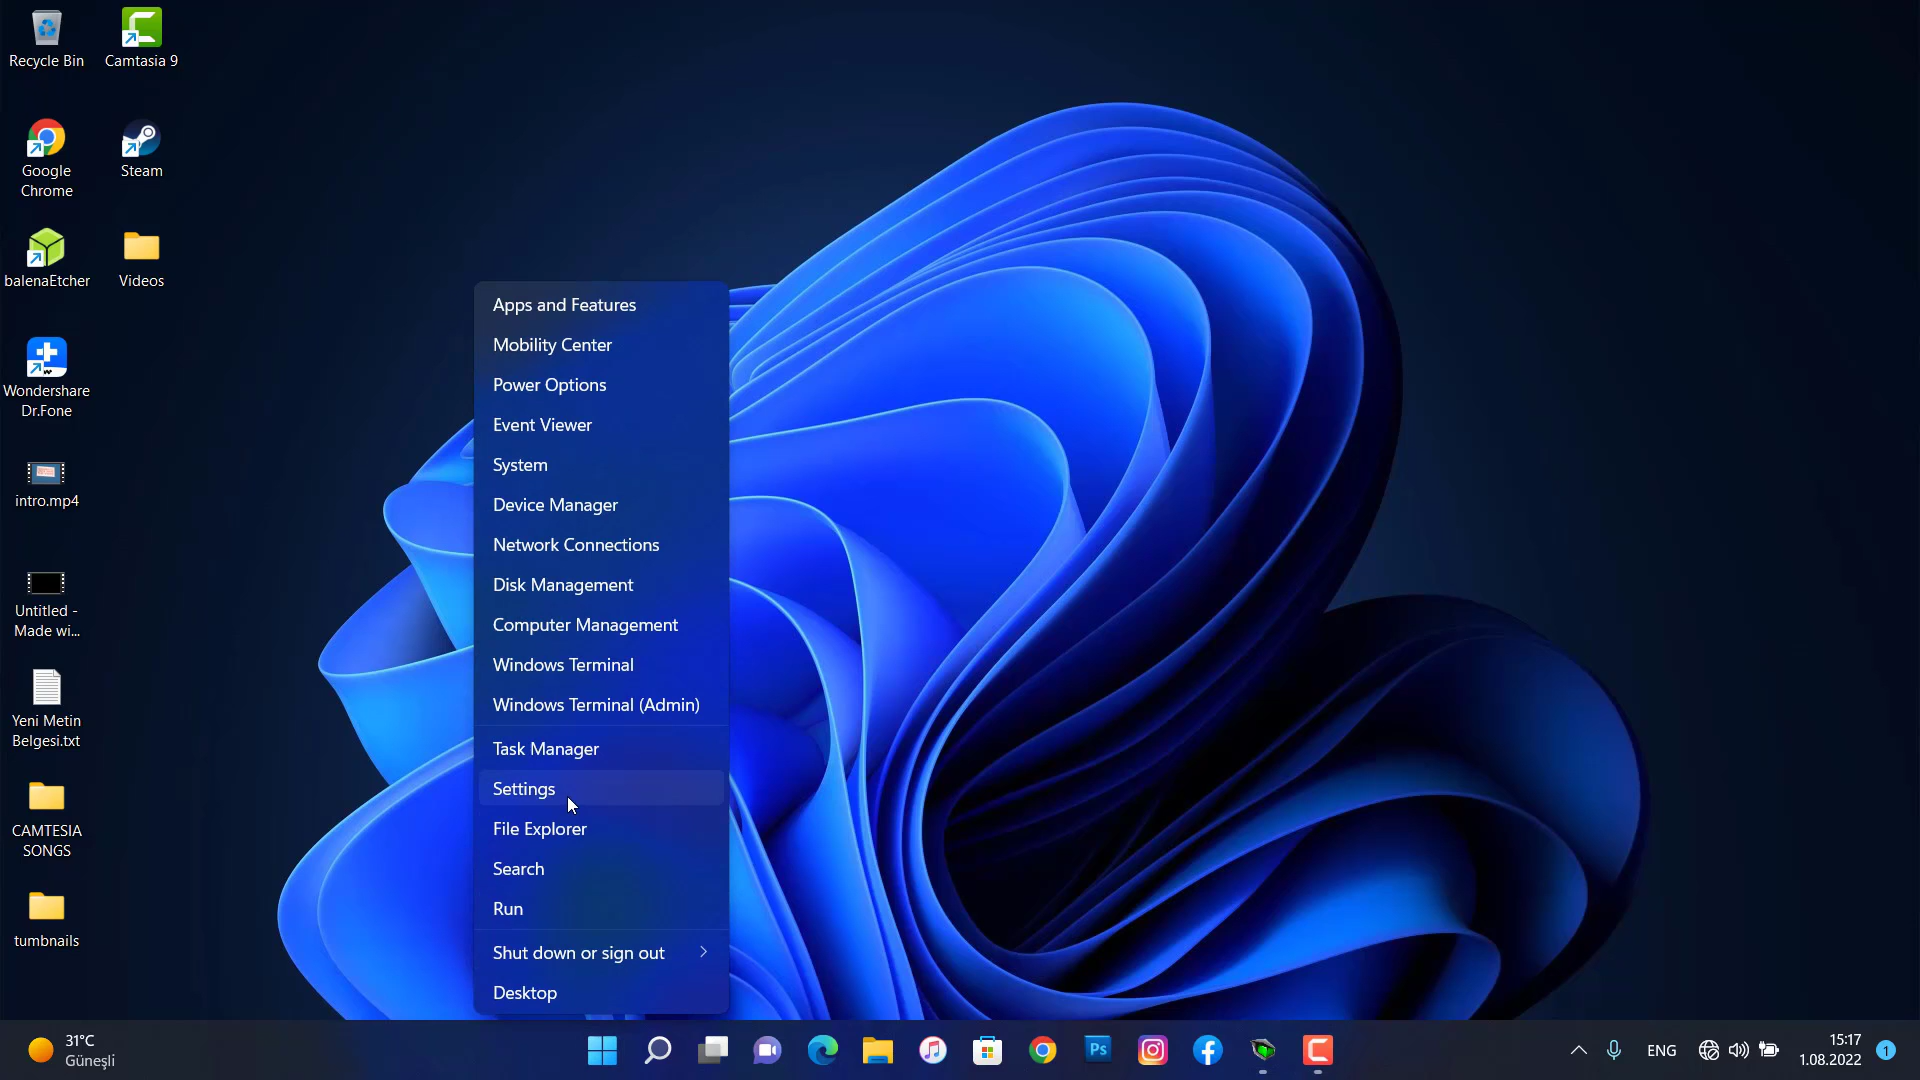 Recycle Bin
Camtasia 9
Google
Chrome
Steam
balenaEtcher
Videos
Wondershare
Dr.Fone
intro.mp4
Untitled -
Made wi...
Yeni Metin
Belgesi.txt
CAMTESIA
SONGS
tumbnails
Apps and Features
Mobility Center
Power Options
Event Viewer
System
Device Manager
Network Connections
Disk Management
Computer Management
Windows Terminal
Windows Terminal (Admin)
Task Manager
Settings
File Explorer
Search
Run
Shut down or sign out
Desktop
31°C
Güneşli
Ps
ENG
15:17
1.08.2022
1